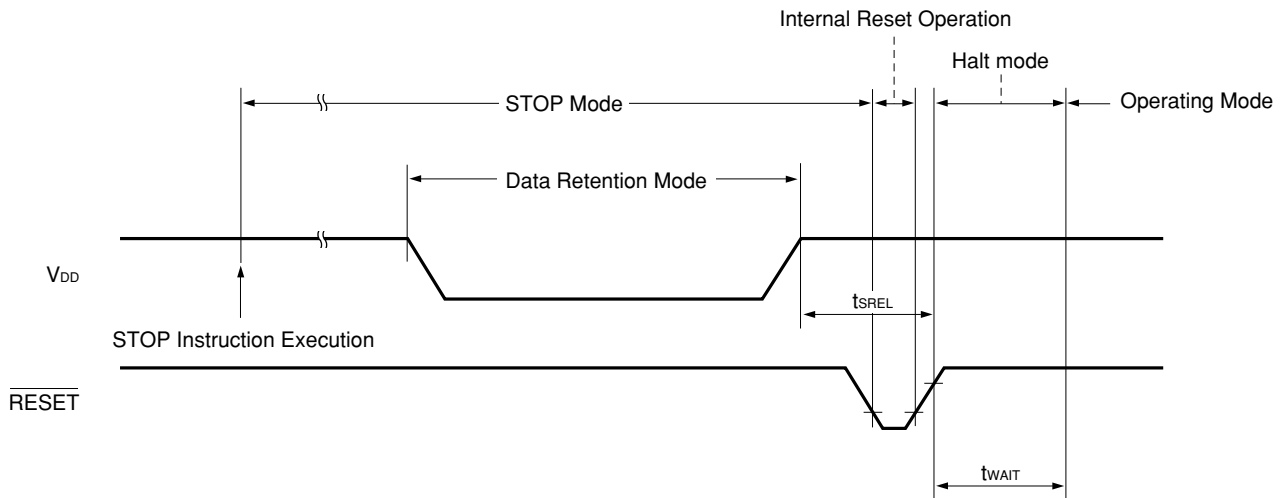 Internal Reset Operation
Halt mode
STOP Mode
Operating Mode
Data Retention Mode
VDD
tSREL
STOP Instruction Execution
RESET
tWAIT